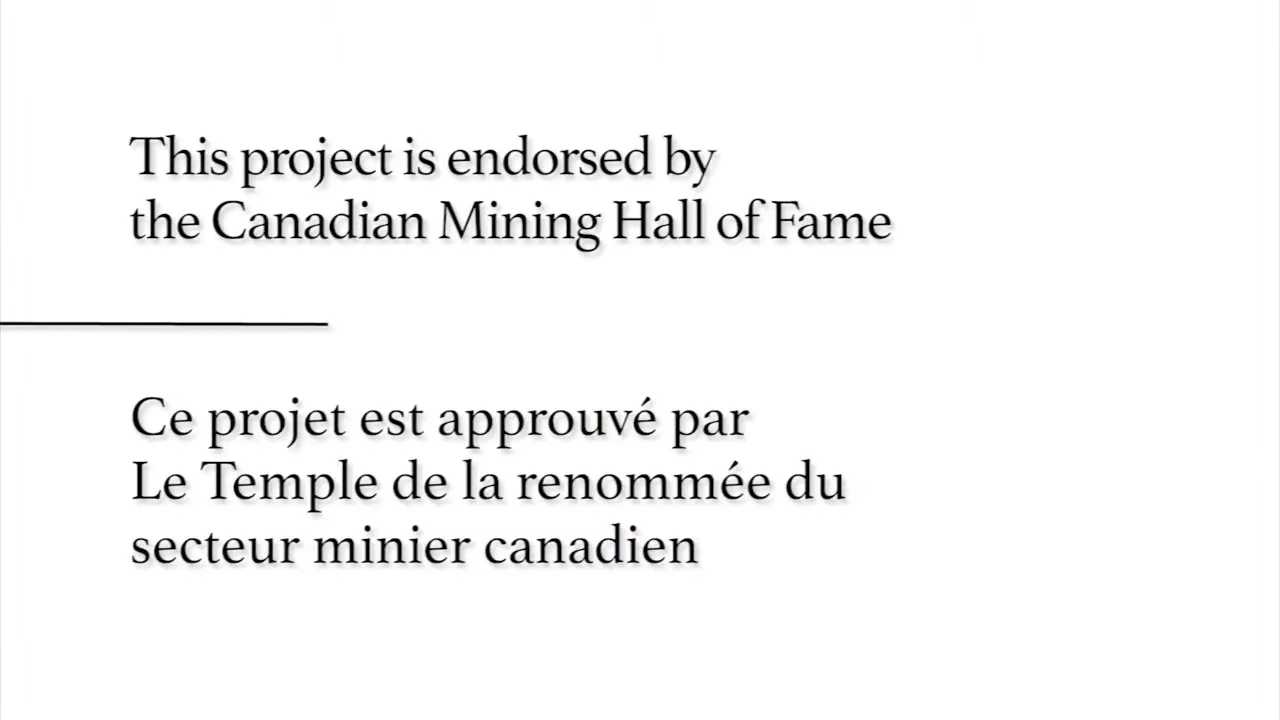 This project is endorsed by
the Canadian Mining Hall of Fame
Ce projet est approuvé par
Le Temple de la renommée du
secteur minier canadien